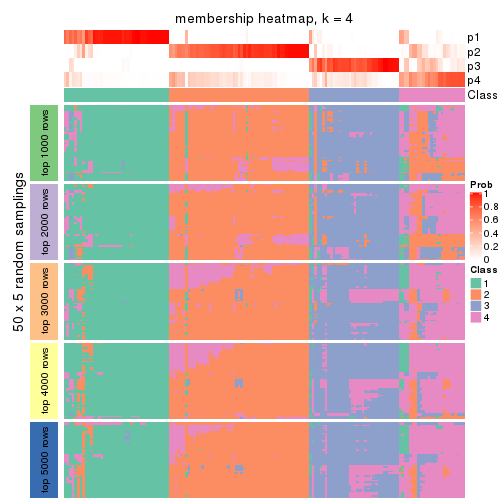 membership heatmap, k = 4
p1
p2
p3
p4
Class
50 x 5 random samplings
top 1000 rows
top 2000 rows
top 3000 rows
top 4000 rows
top 5000 rows
Prob
1
0.8
0.6
0.4
0.2
0
Class
1
2
3
4